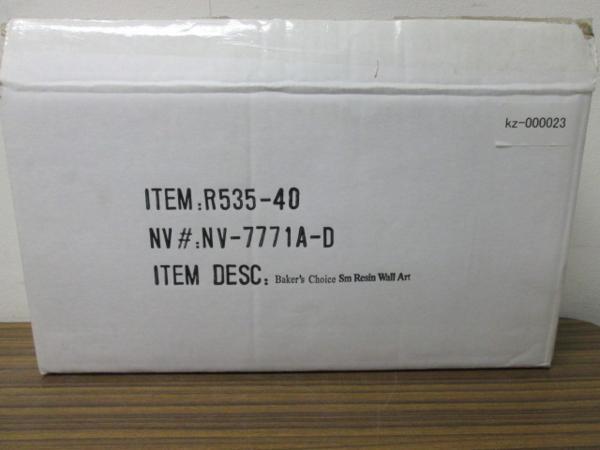 kz-000023
ITEM:R535-40
NV#:NV-7771A-D
ITEM DESC: Baker's Choice Sm Resin Wall Art